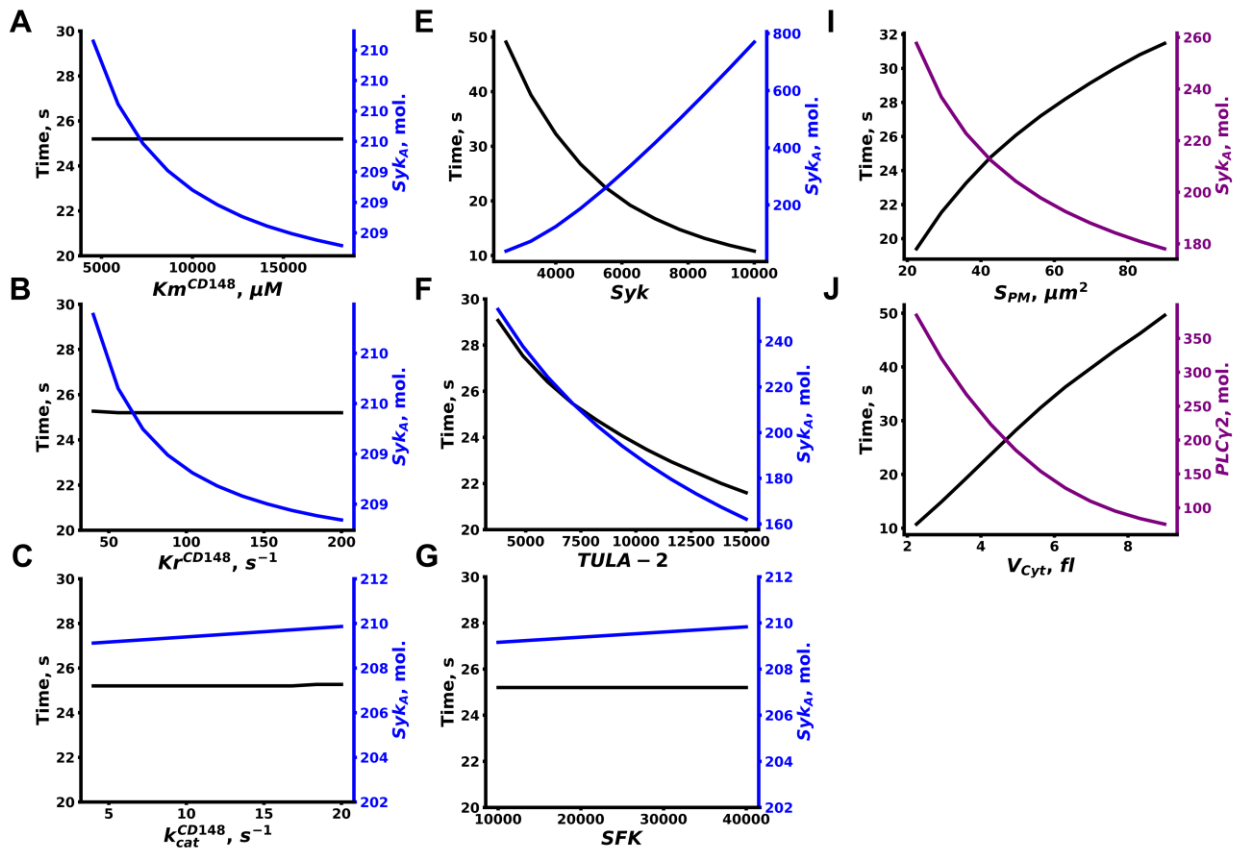 A
30
28
26
24
22
20
Time, s
210
210
210
210
209
209
209
Syk_A, mol.
5000 10000 15000
Km^CD148, μM
B
30
28
26
24
22
20
Time, s
210
210
209
209
Syk_A, mol.
50 100 150 200
Kr^CD148, s⁻¹
C
30
28
26
24
22
20
Time, s
212
210
208
206
204
202
Syk_A, mol.
5 10 15 20
k_cat^CD148, s⁻¹
E
50
40
30
20
10
Time, s
800
600
400
200
Syk_A, mol.
4000 6000 8000 10000
Syk
F
30
28
26
24
22
20
Time, s
240
220
200
180
160
Syk_A, mol.
5000 7500 10000 12500 15000
TULA − 2
G
30
28
26
24
22
20
Time, s
212
210
208
206
204
202
Syk_A, mol.
10000 20000 30000 40000
SFK
I
32
30
28
26
24
22
20
Time, s
260
240
220
200
180
Syk_A, mol.
20 40 60 80
S_PM, μm²
J
50
40
30
20
10
Time, s
350
300
250
200
150
100
PLCγ2, mol.
2 4 6 8
V_Cyt, fl